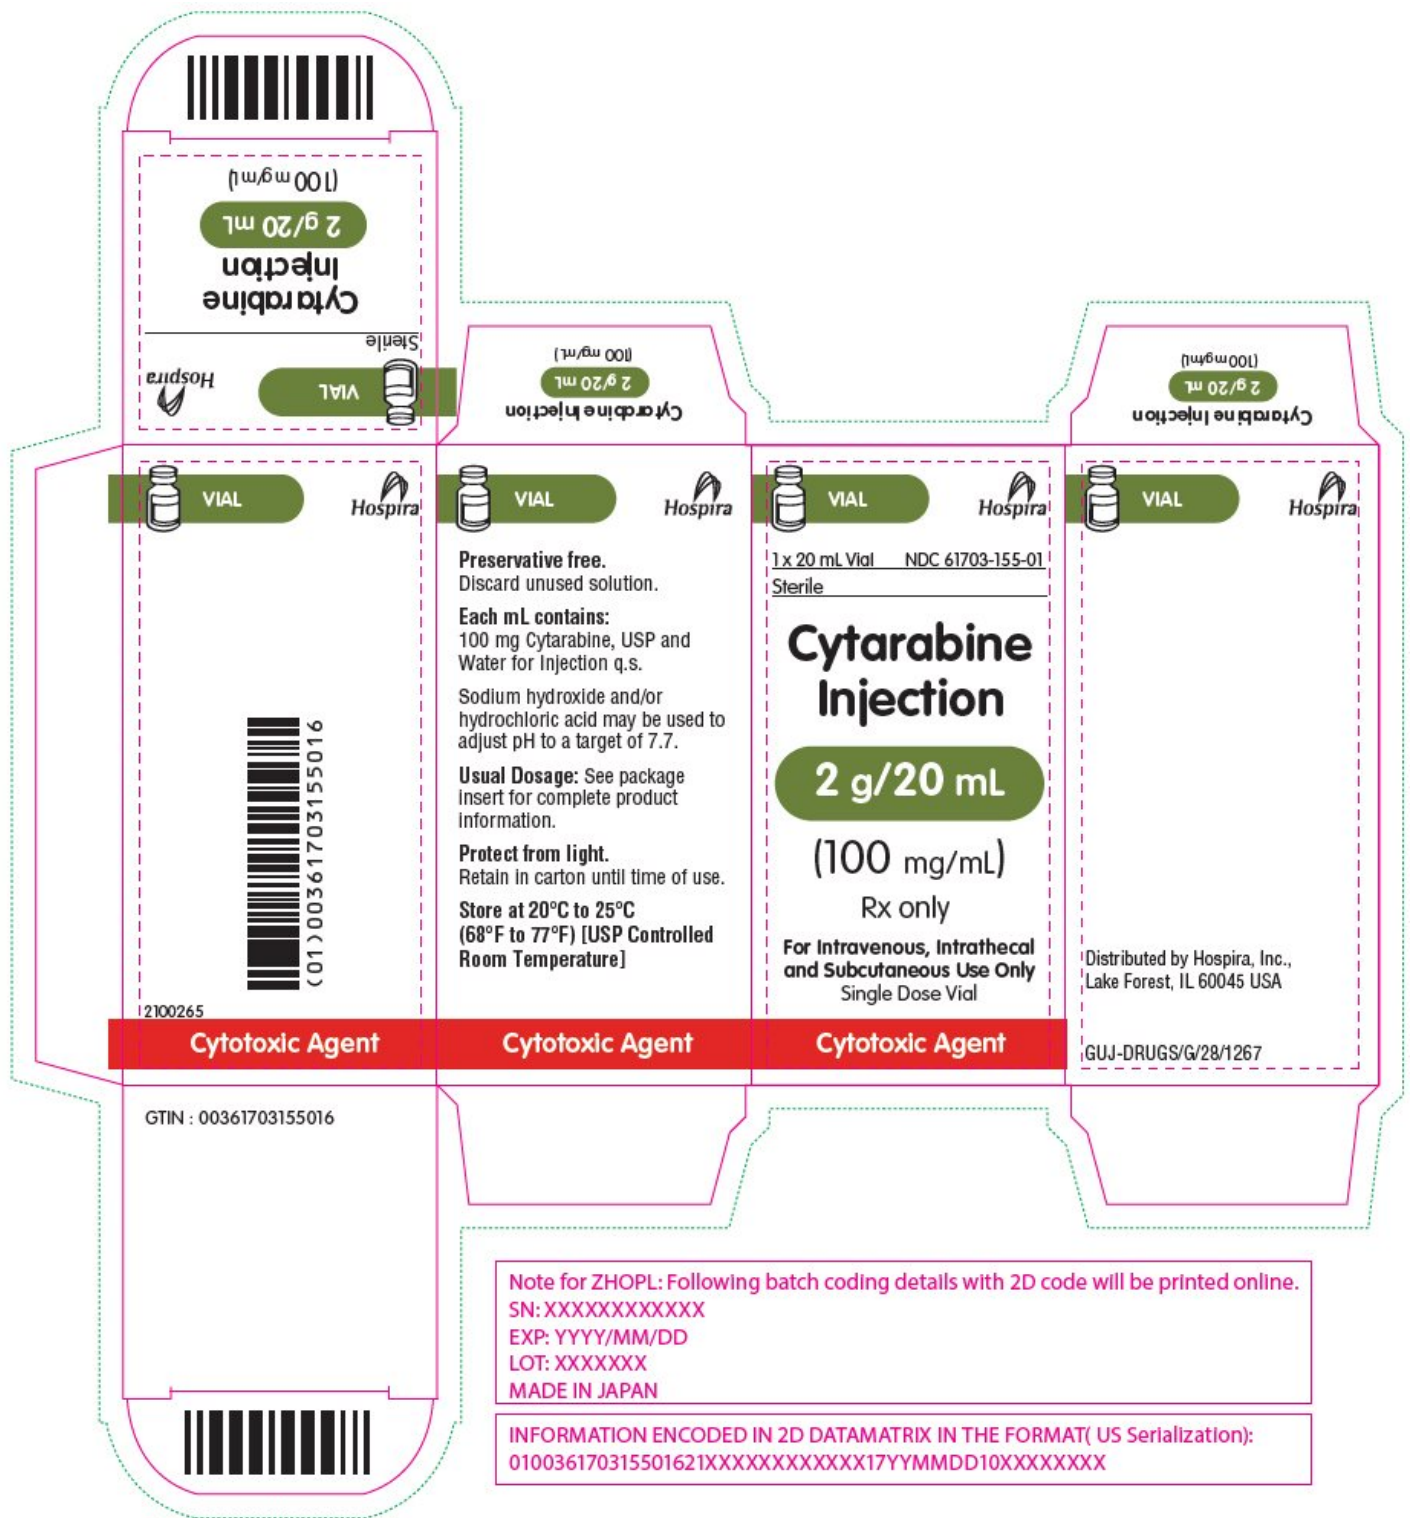 (100 mg/mL)
2 g/20 mL
Cytarabine
Injection
Sterile
Hospira
VIAL
(100 mg/mL)
2 g/20 mL
Cytarabine Injection
(100 mg/mL)
2 g/20 mL
Cytarabine Injection
VIAL
Hospira
(01)00361703155016
2100265
Cytotoxic Agent
GTIN : 00361703155016
VIAL
Hospira
Preservative free.
Discard unused solution.
Each mL contains:
100 mg Cytarabine, USP and
Water for Injection q.s.
Sodium hydroxide and/or
hydrochloric acid may be used to
adjust pH to a target of 7.7.
Usual Dosage: See package
insert for complete product
information.
Protect from light.
Retain in carton until time of use.
Store at 20°C to 25°C
(68°F to 77°F) [USP Controlled
Room Temperature]
Cytotoxic Agent
VIAL
Hospira
1 x 20 mL Vial NDC 61703-155-01
Sterile
Cytarabine
Injection
2 g/20 mL
(100 mg/mL)
Rx only
For Intravenous, Intrathecal
and Subcutaneous Use Only
Single Dose Vial
Cytotoxic Agent
VIAL
Hospira
Distributed by Hospira, Inc.,
Lake Forest, IL 60045 USA
GUJ-DRUGS/G/28/1267
Note for ZHOPL: Following batch coding details with 2D code will be printed online.
SN: XXXXXXXXXXXX
EXP: YYYY/MM/DD
LOT: XXXXXXX
MADE IN JAPAN
INFORMATION ENCODED IN 2D DATAMATRIX IN THE FORMAT( US Serialization):
010036170315501621XXXXXXXXXXXX17YYMMDD10XXXXXXXX